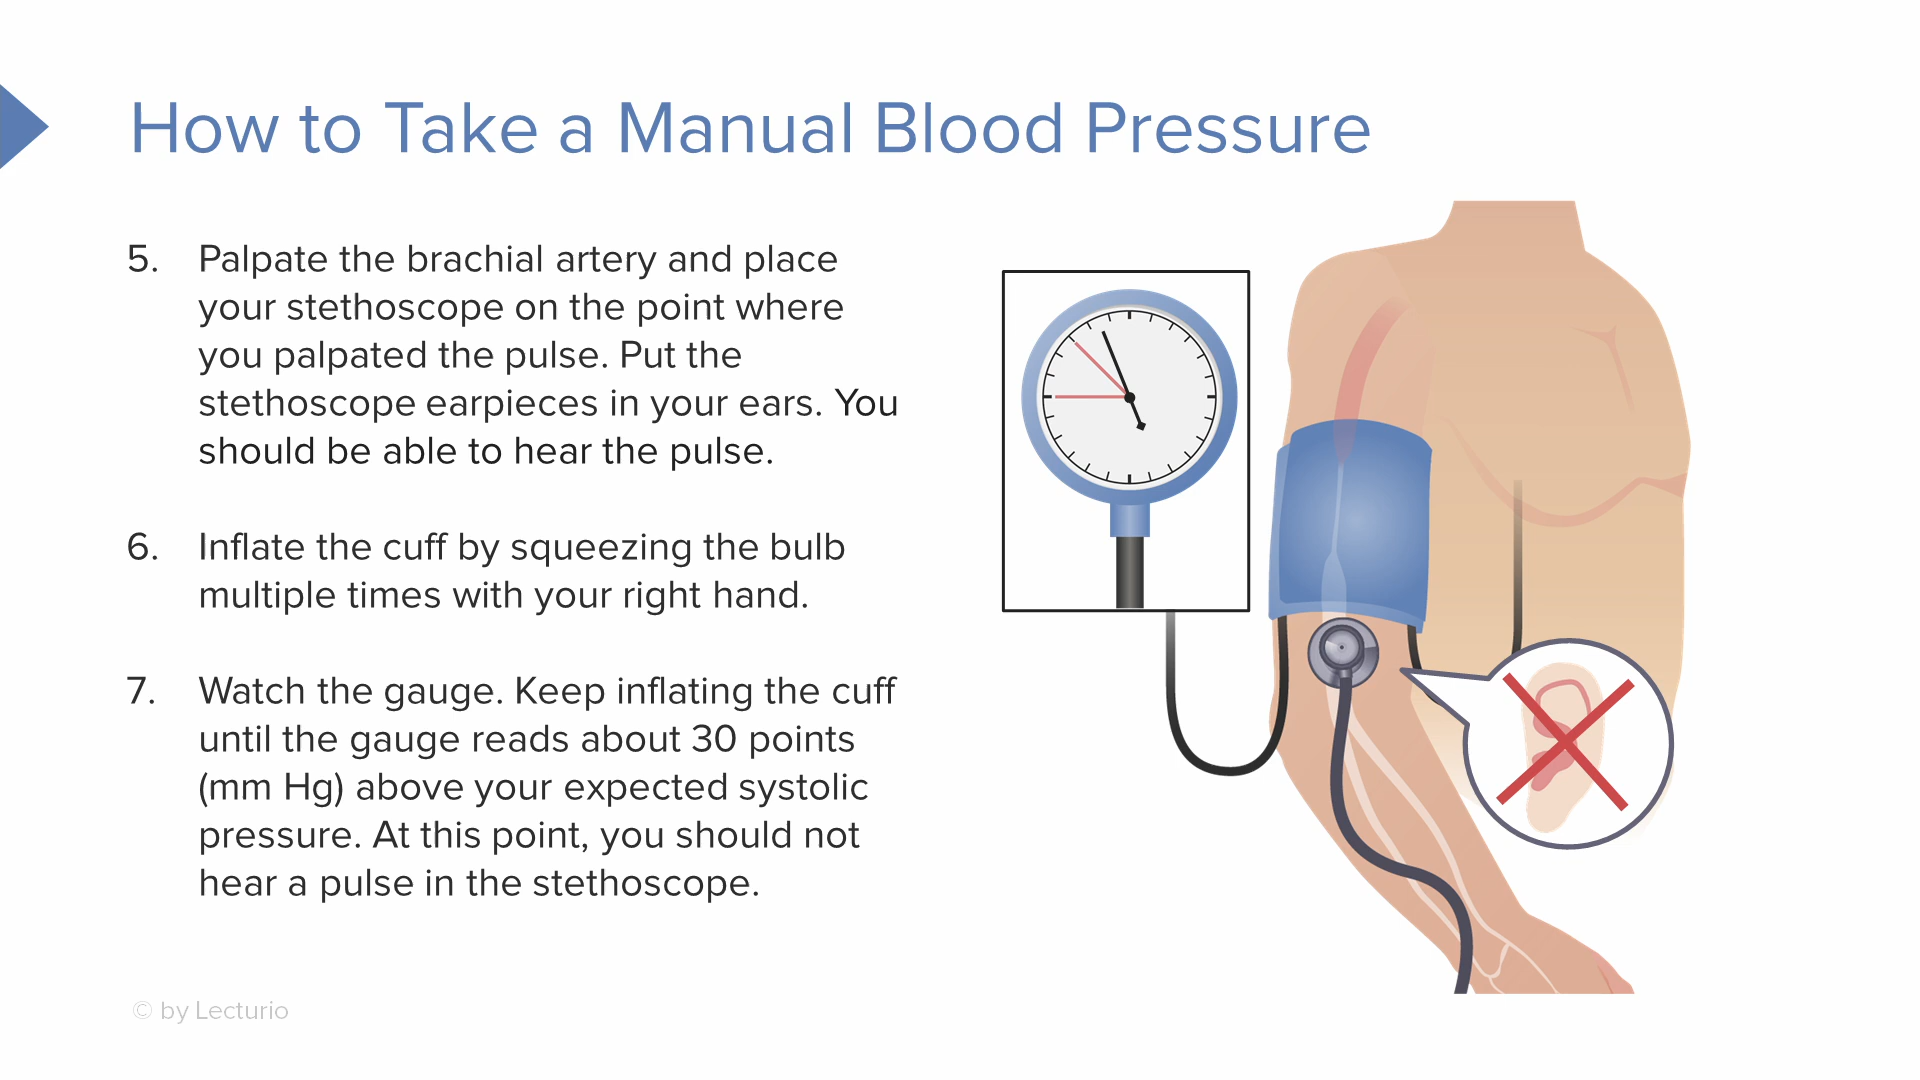 How to Take a Manual Blood Pressure
5. Palpate the brachial artery and place
your stethoscope on the point where
you palpated the pulse. Put the
stethoscope earpieces in your ears. You
should be able to hear the pulse.
6. Inflate the cuff by squeezing the bulb
multiple times with your right hand.
7. Watch the gauge. Keep inflating the cuff
until the gauge reads about 30 points
(mm Hg) above your expected systolic
pressure. At this point, you should not
hear a pulse in the stethoscope.
© by Lecturio